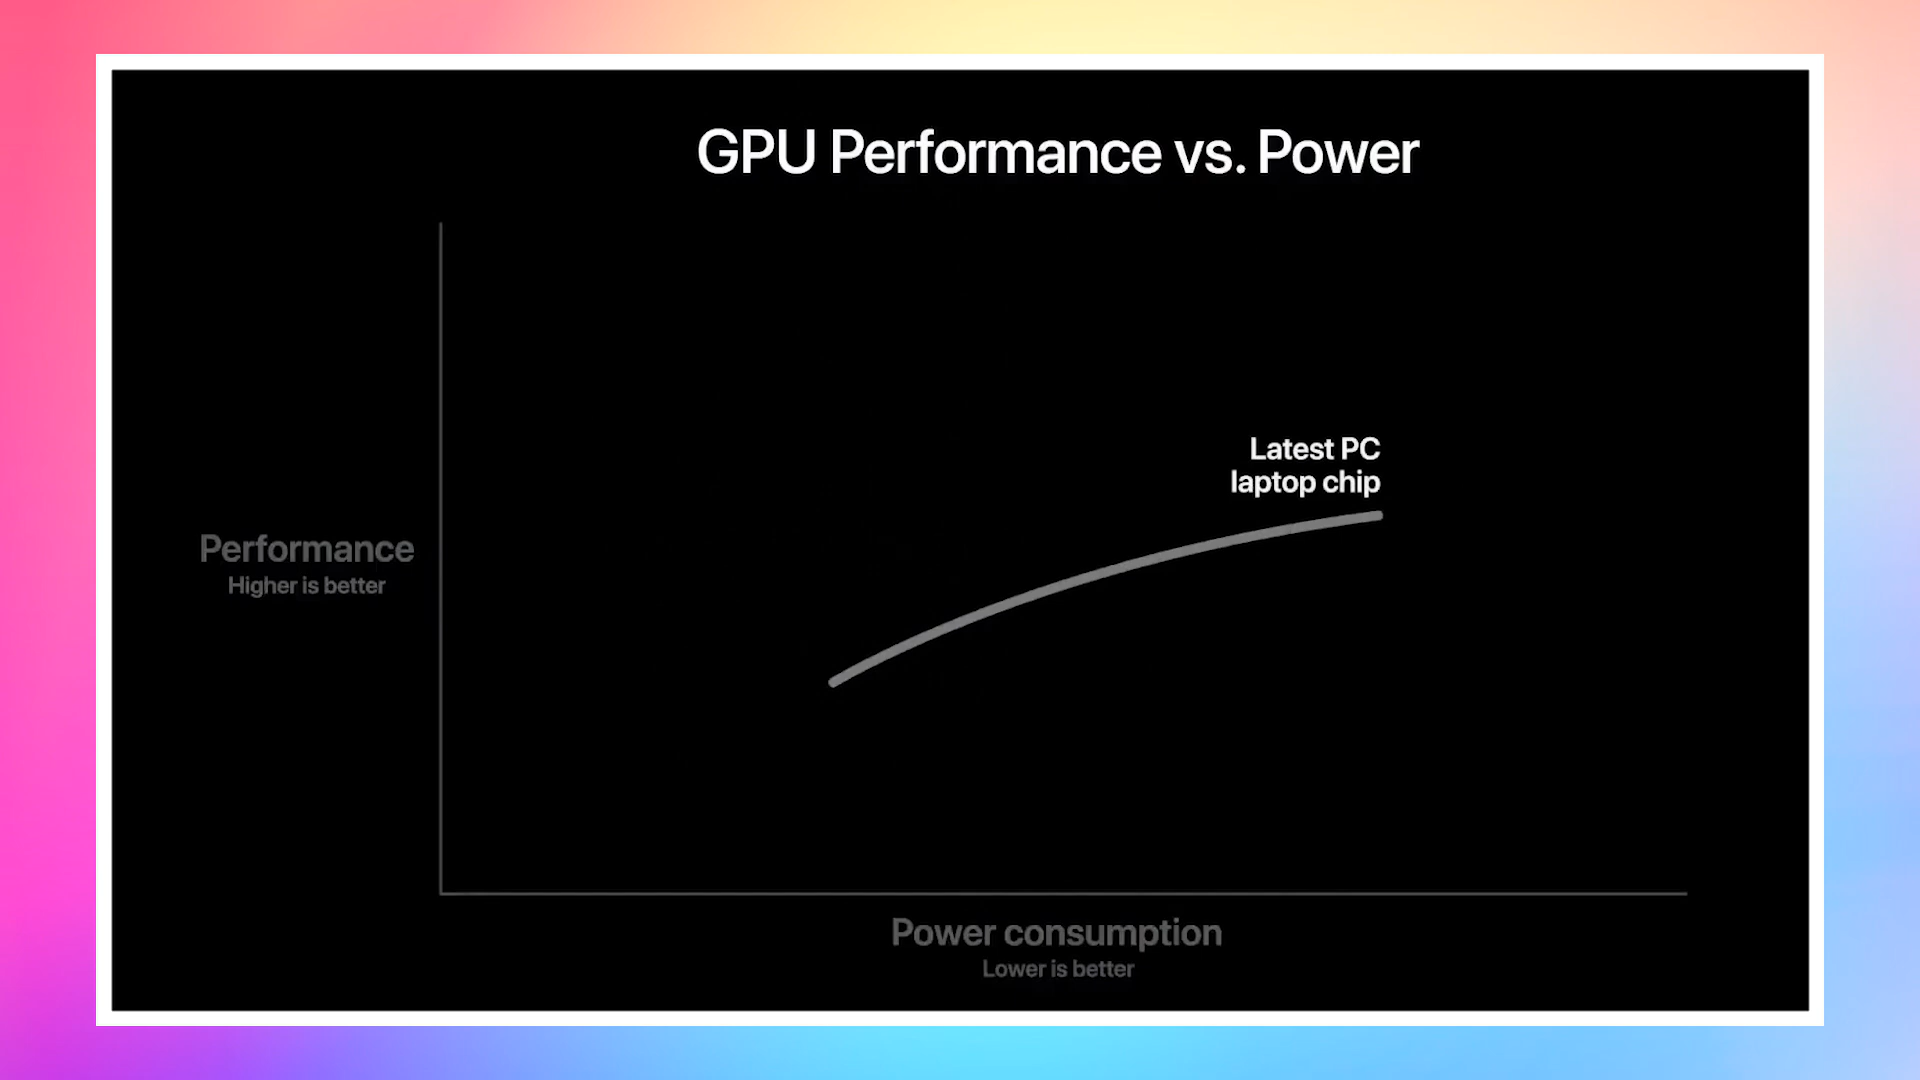 GPU Performance vs. Power
Latest PC
laptop chip
Performance
Higher is better
Power consumption
Lower is better